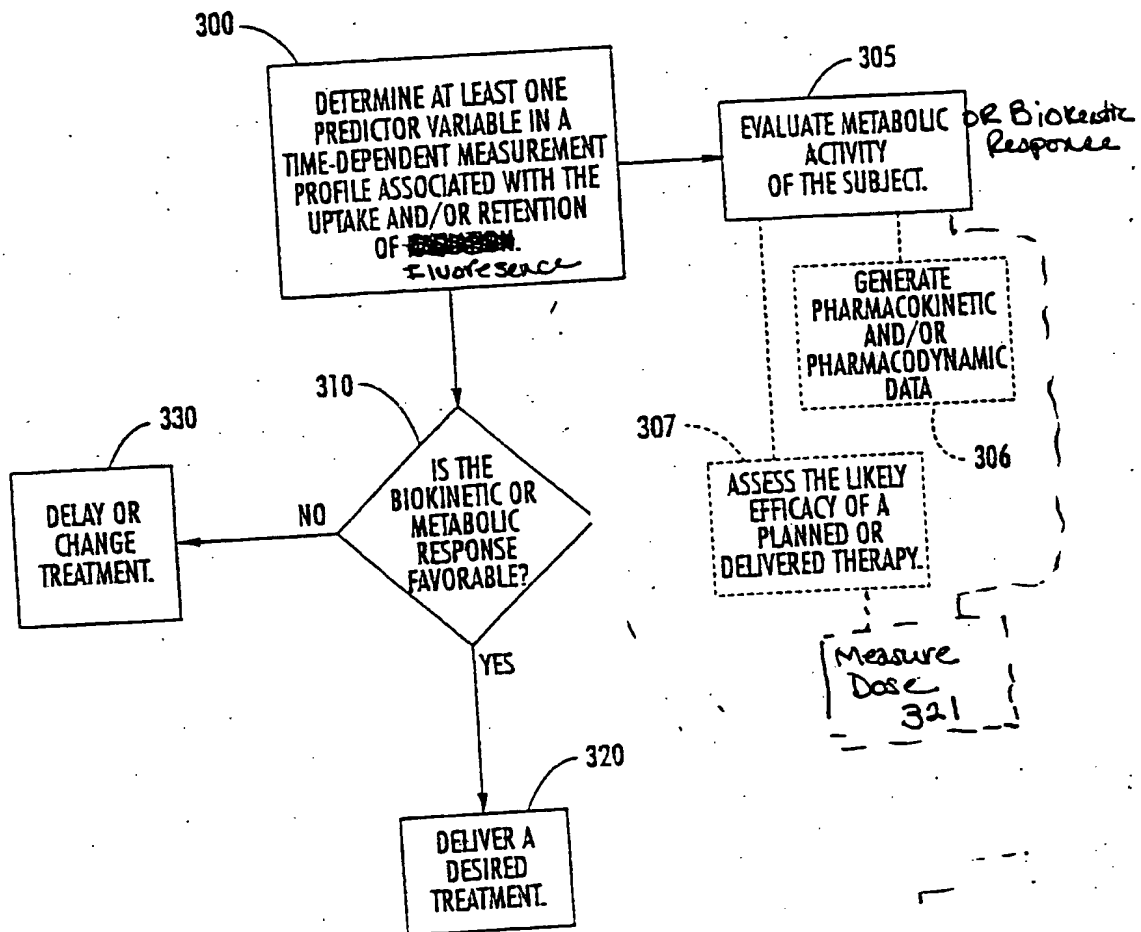 300
DETERMINE AT LEAST ONE
PREDICTOR VARIABLE IN A
TIME-DEPENDENT MEASUREMENT
PROFILE ASSOCIATED WITH THE
UPTAKE AND/OR RETENTION
OF
Fluoresence
305
EVALUATE METABOLIC
ACTIVITY
OF THE SUBJECT.
OR Biokentic
Response
GENERATE
PHARMACOKINETIC
AND/OR
PHARMACODYNAMIC
DATA
306
307
ASSESS THE LIKELY
EFFICACY OF A
PLANNED OR
DELIVERED THERAPY.
Measure
Dose
321
310
IS THE
BIOKINETIC OR
METABOLIC
RESPONSE
FAVORABLE?
NO
330
DELAY OR
CHANGE
TREATMENT.
YES
320
DELIVER A
DESIRED
TREATMENT.